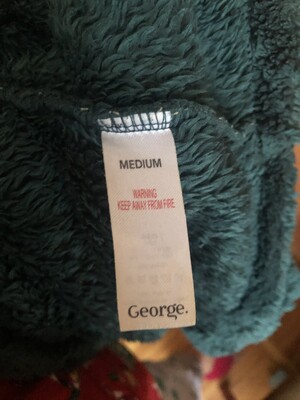 MEDIUM
WARNING
KEEP AWAY FROM FIRE
George.